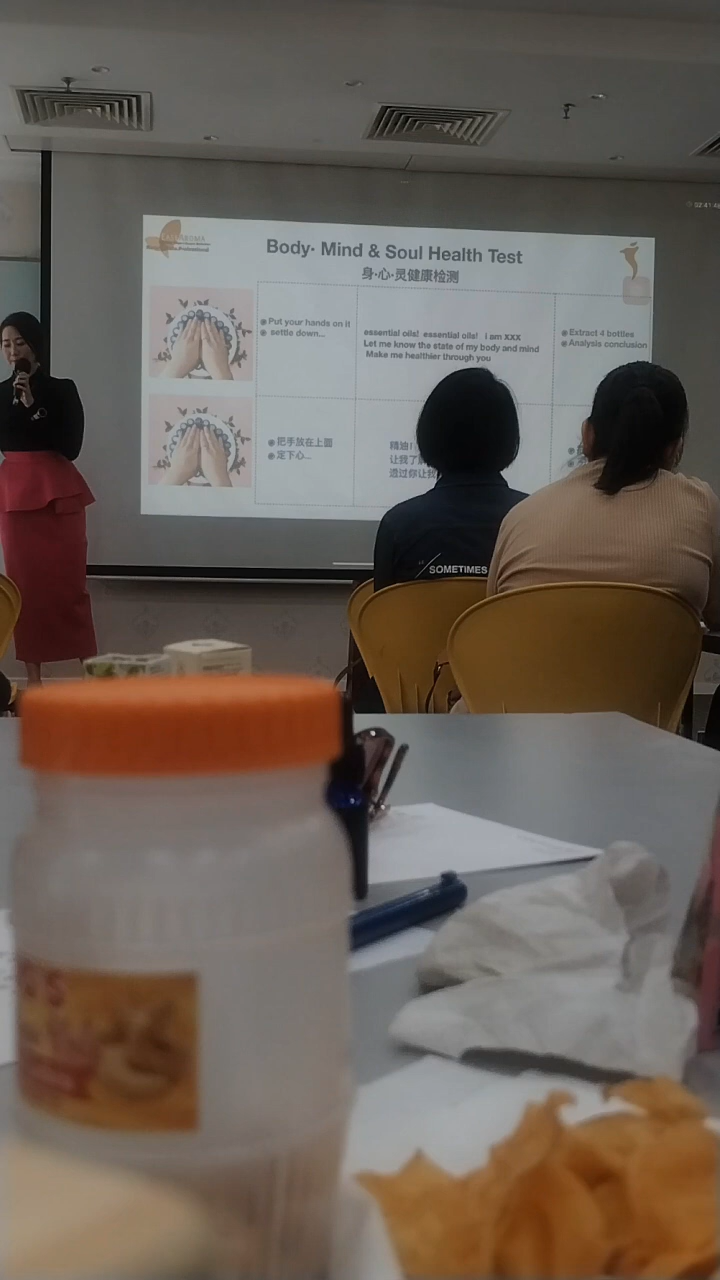 Body· Mind & Soul Health Test
身·心·灵健康检测
Put your hands on it
settle down...
essential oils! essential oils! I am XXX
Let me know the state of my body and mind
Make me healthier through you
Extract 4 bottles
Analysis conclusion
把手放在上面
定下心...
精油!
让我了
透过你让我
SOMETIMES